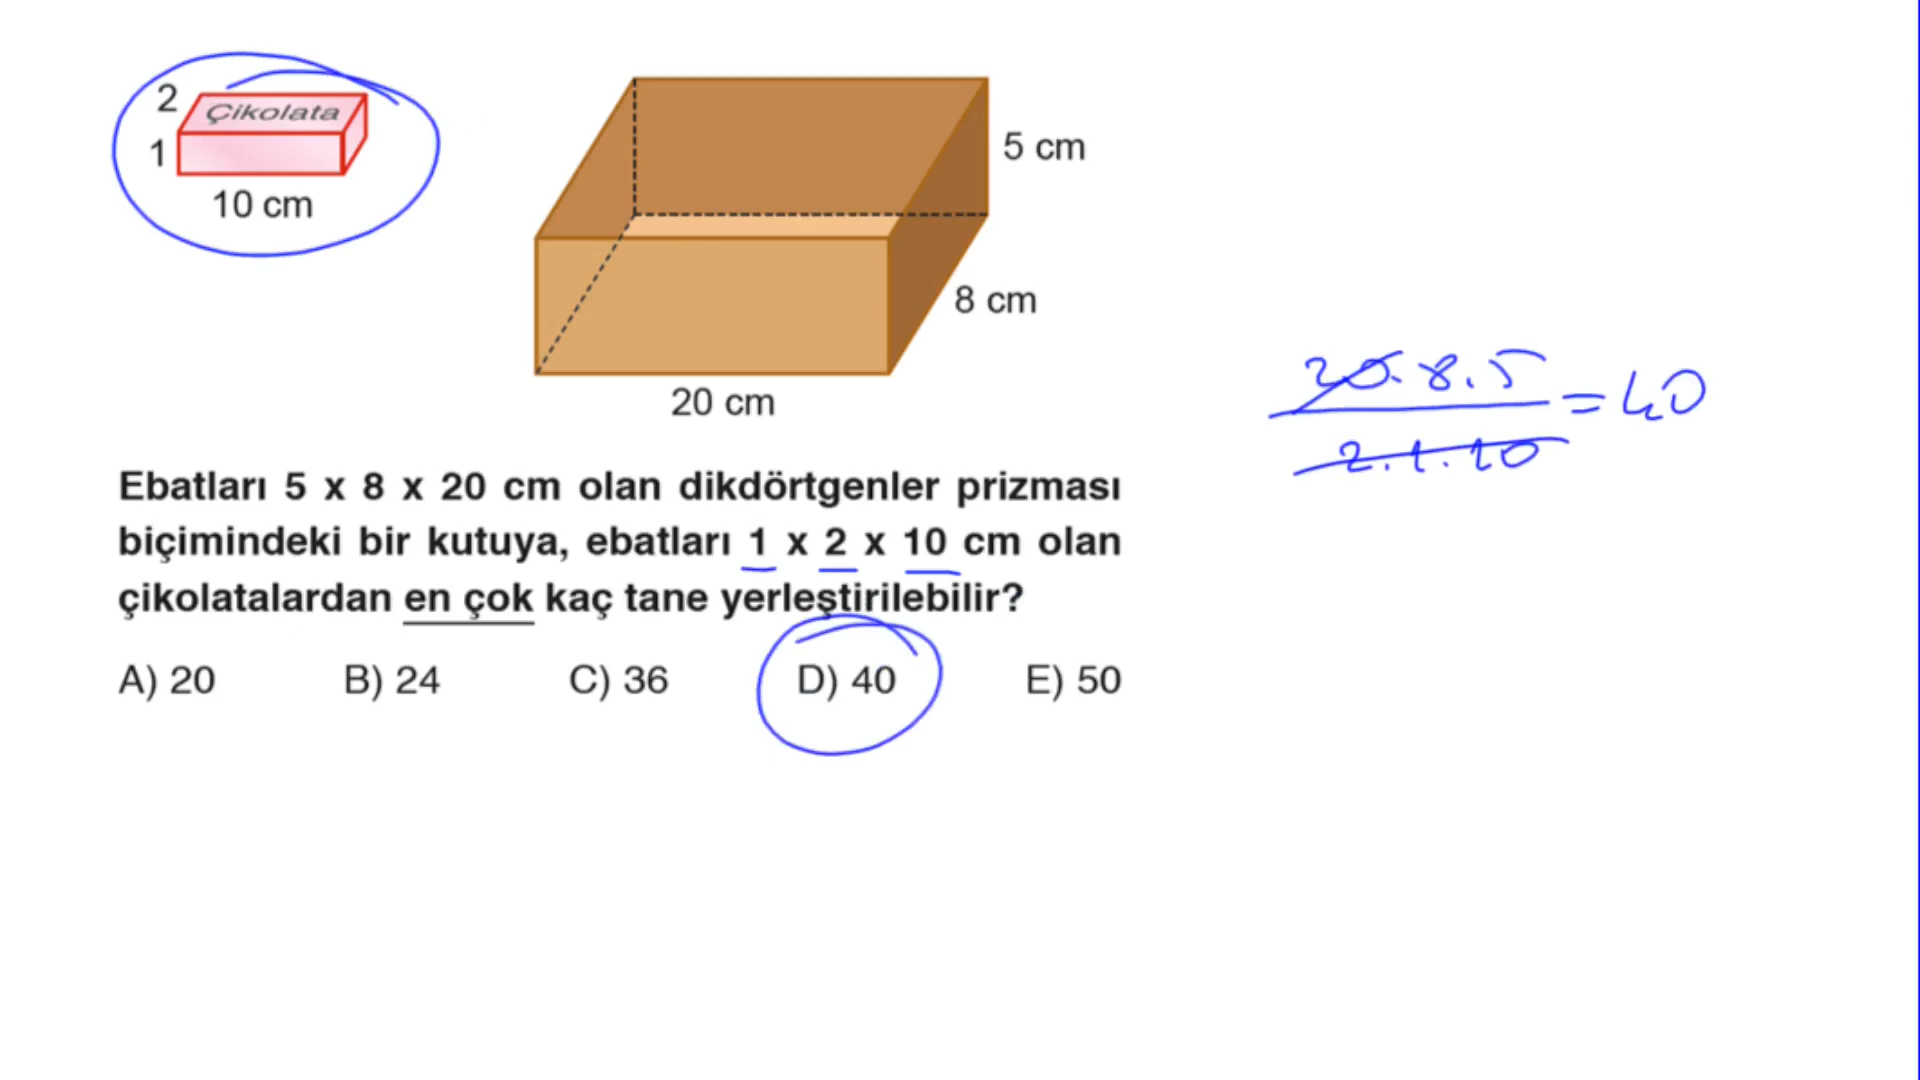 2
Çikolata
1
10 cm
5 cm
8 cm
20 cm
20.8.5
2.1.10
= 40
Ebatları 5 x 8 x 20 cm olan dikdörtgenler prizması
biçimindeki bir kutuya, ebatları 1 x 2 x 10 cm olan
çikolatalardan en çok kaç tane yerleştirilebilir?
A) 20 B) 24 C) 36 D) 40 E) 50